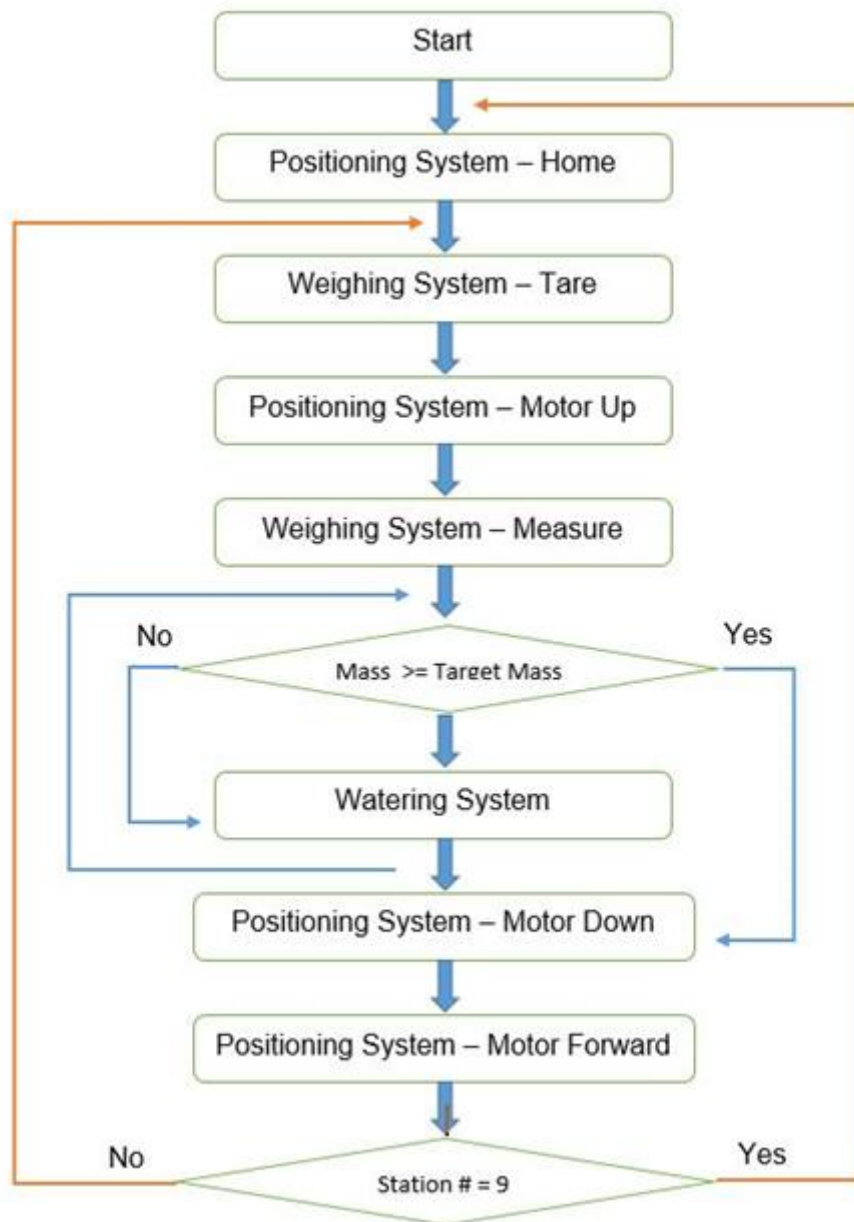 Start
Positioning System – Home
Weighing System – Tare
Positioning System – Motor Up
Weighing System – Measure
No
Yes
Mass >= Target Mass
Watering System
Positioning System – Motor Down
Positioning System – Motor Forward
No
Yes
Station # = 9